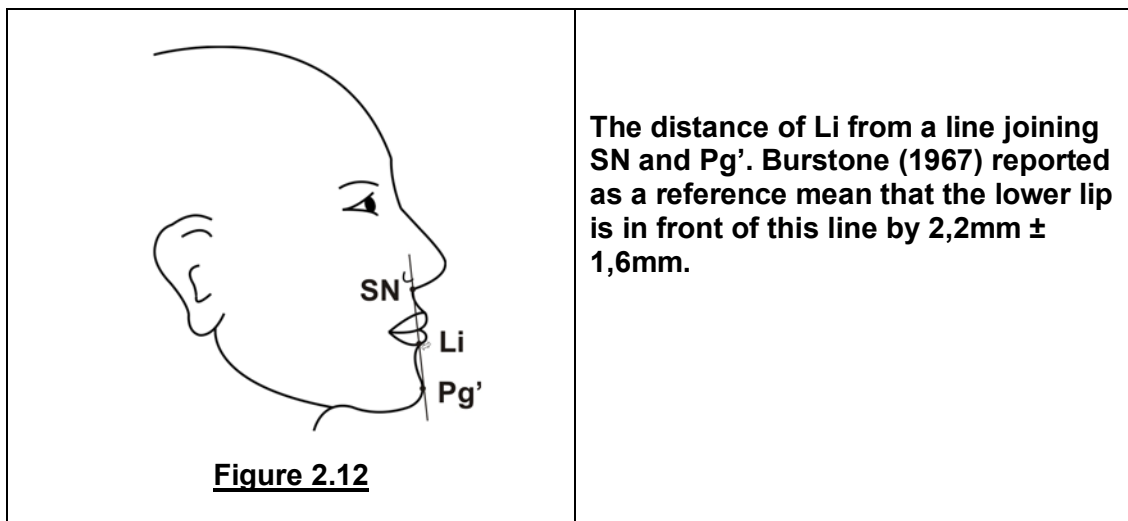 SN
Li
Pg’
Figure 2.12
The distance of Li from a line joining
SN and Pg’. Burstone (1967) reported
as a reference mean that the lower lip
is in front of this line by 2,2mm ±
1,6mm.